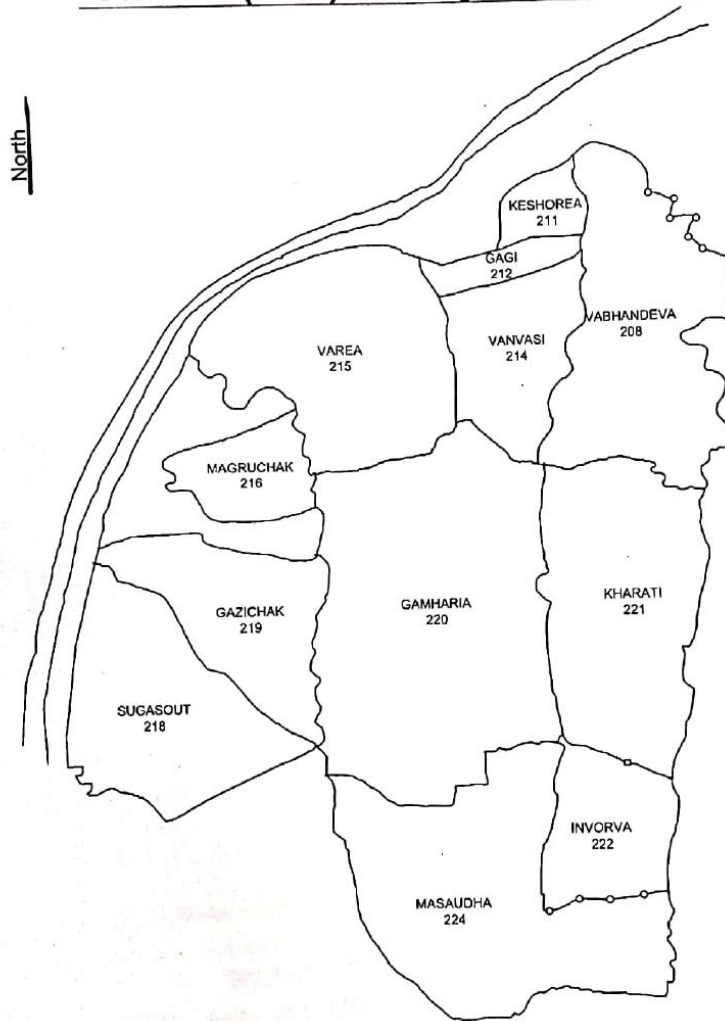 North
KESHOREA
211
GAGI
212
VABHANDEVA
208
VANVASI
214
VAREA
215
MAGRUCHAK
216
GAZICHAK
219
GAMHARIA
220
KHARATI
221
SUGASOUT
218
INVORVA
222
MASAUDHA
224